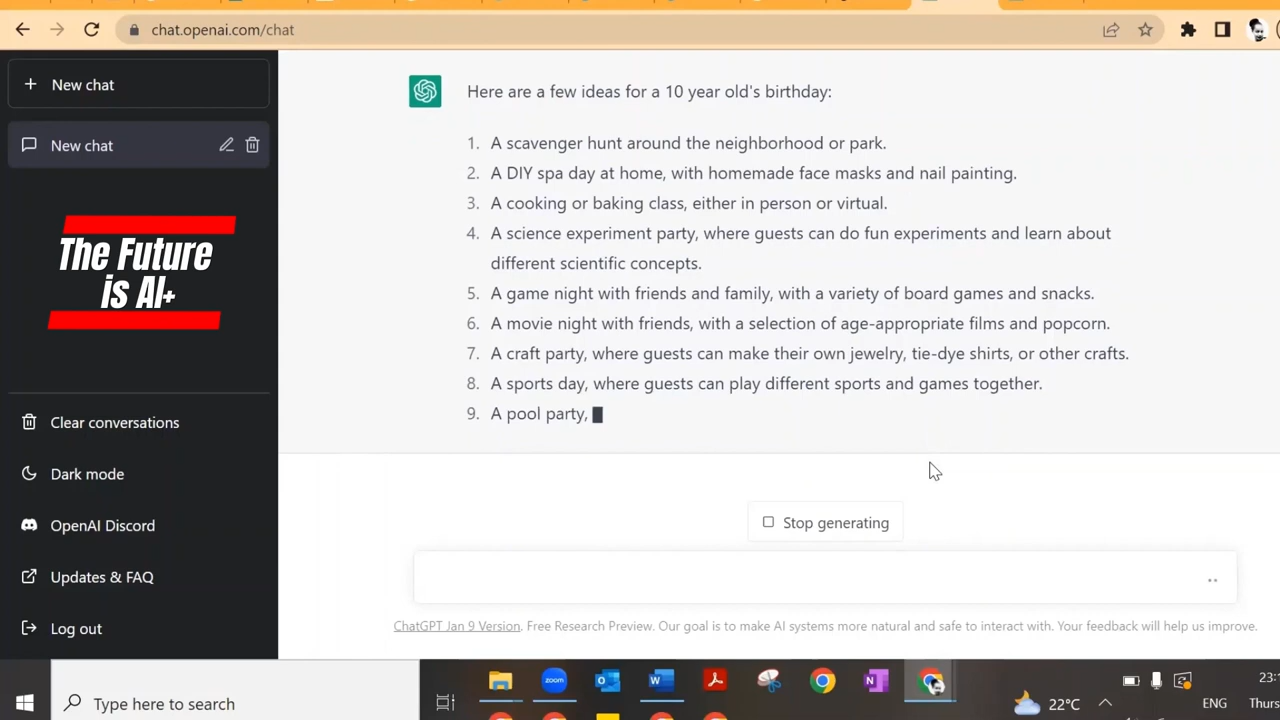 chat.openai.com/chat
New chat
New chat
The Future
is AI+
Clear conversations
Dark mode
OpenAI Discord
Updates & FAQ
Log out
Here are a few ideas for a 10 year old's birthday:
1. A scavenger hunt around the neighborhood or park.
2. A DIY spa day at home, with homemade face masks and nail painting.
3. A cooking or baking class, either in person or virtual.
4. A science experiment party, where guests can do fun experiments and learn about
different scientific concepts.
5. A game night with friends and family, with a variety of board games and snacks.
6. A movie night with friends, with a selection of age-appropriate films and popcorn.
7. A craft party, where guests can make their own jewelry, tie-dye shirts, or other crafts.
8. A sports day, where guests can play different sports and games together.
9. A pool party,
Stop generating
ChatGPT Jan 9 Version. Free Research Preview. Our goal is to make AI systems more natural and safe to interact with. Your feedback will help us improve.
Type here to search
zoom
22°C
ENG
23:1
Thurs